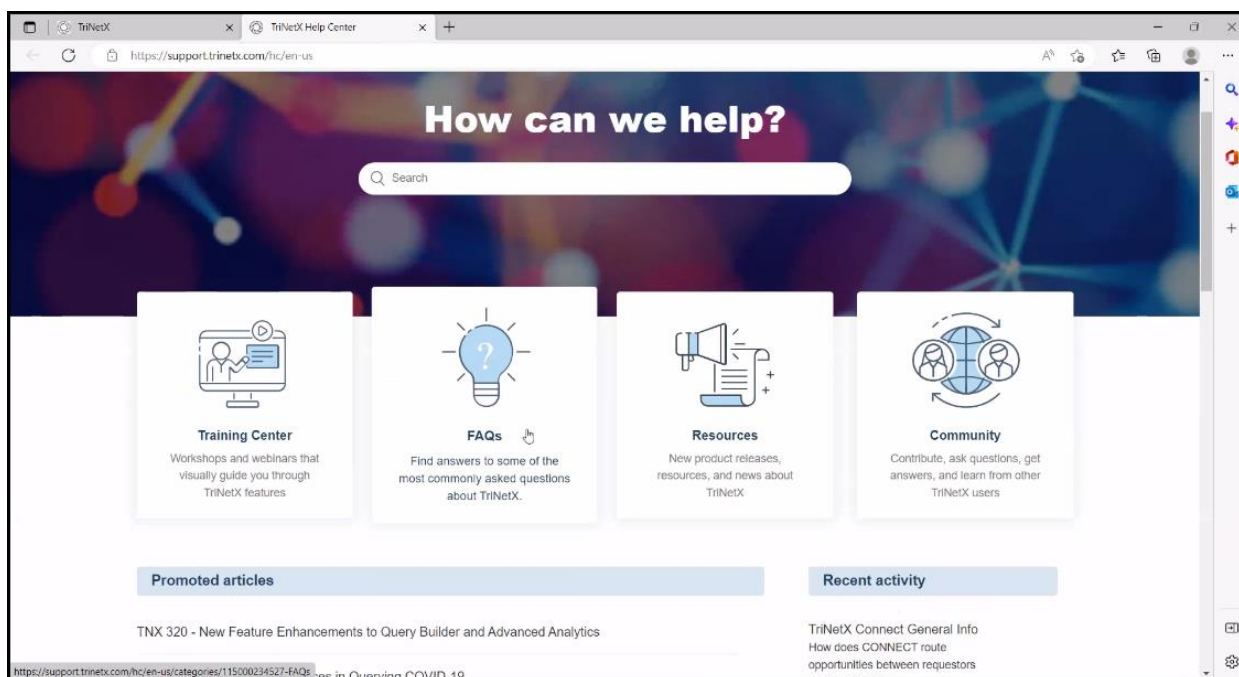 TriNetX
TriNetX Help Center
https://support.trinetx.com/hc/en-us
How can we help?
Search
?
Training Center
Workshops and webinars that
visually guide you through
TriNetX features
FAQs
Find answers to some of the
most commonly asked questions
about TriNetX.
Resources
New product releases,
resources, and news about
TriNetX
Community
Contribute, ask questions, get
answers, and learn from other
TriNetX users
Promoted articles
TNX 320 - New Feature Enhancements to Query Builder and Advanced Analytics
in Querying COVID-19
Recent activity
TriNetX Connect General Info
How does CONNECT route
opportunities between requestors
https://support.trinetx.com/hc/en-us/categories/115000234527-FAQs